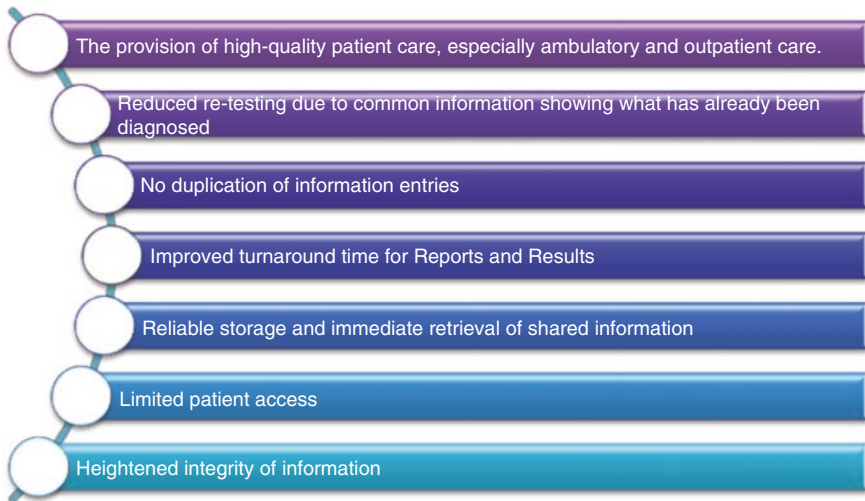 The provision of high-quality patient care, especially ambulatory and outpatient care.
Reduced re-testing due to common information showing what has already been
diagnosed
No duplication of information entries
Improved turnaround time for Reports and Results
Reliable storage and immediate retrieval of shared information
Limited patient access
Heightened integrity of information